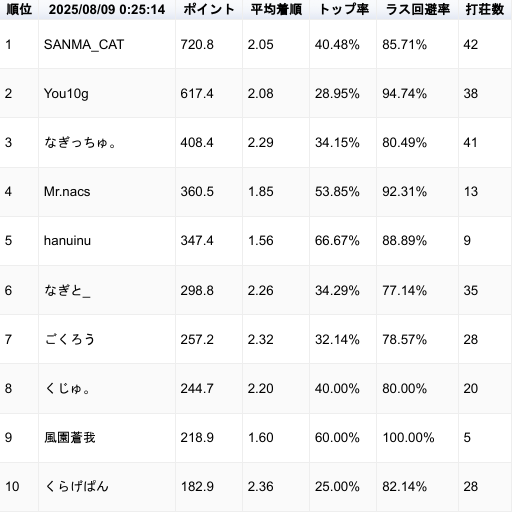 順位 2025/08/09 0:25:14 ポイント 平均着順 トップ率 ラス回避率 打荘数
1 SANMA_CAT 720.8 2.05 40.48% 85.71% 42
2 You10g 617.4 2.08 28.95% 94.74% 38
3 なぎっちゅ。 408.4 2.29 34.15% 80.49% 41
4 Mr.nacs 360.5 1.85 53.85% 92.31% 13
5 hanuinu 347.4 1.56 66.67% 88.89% 9
6 なぎと_ 298.8 2.26 34.29% 77.14% 35
7 ごくろう 257.2 2.32 32.14% 78.57% 28
8 くじゅ。 244.7 2.20 40.00% 80.00% 20
9 風園蒼我 218.9 1.60 60.00% 100.00% 5
10 くらげぱん 182.9 2.36 25.00% 82.14% 28